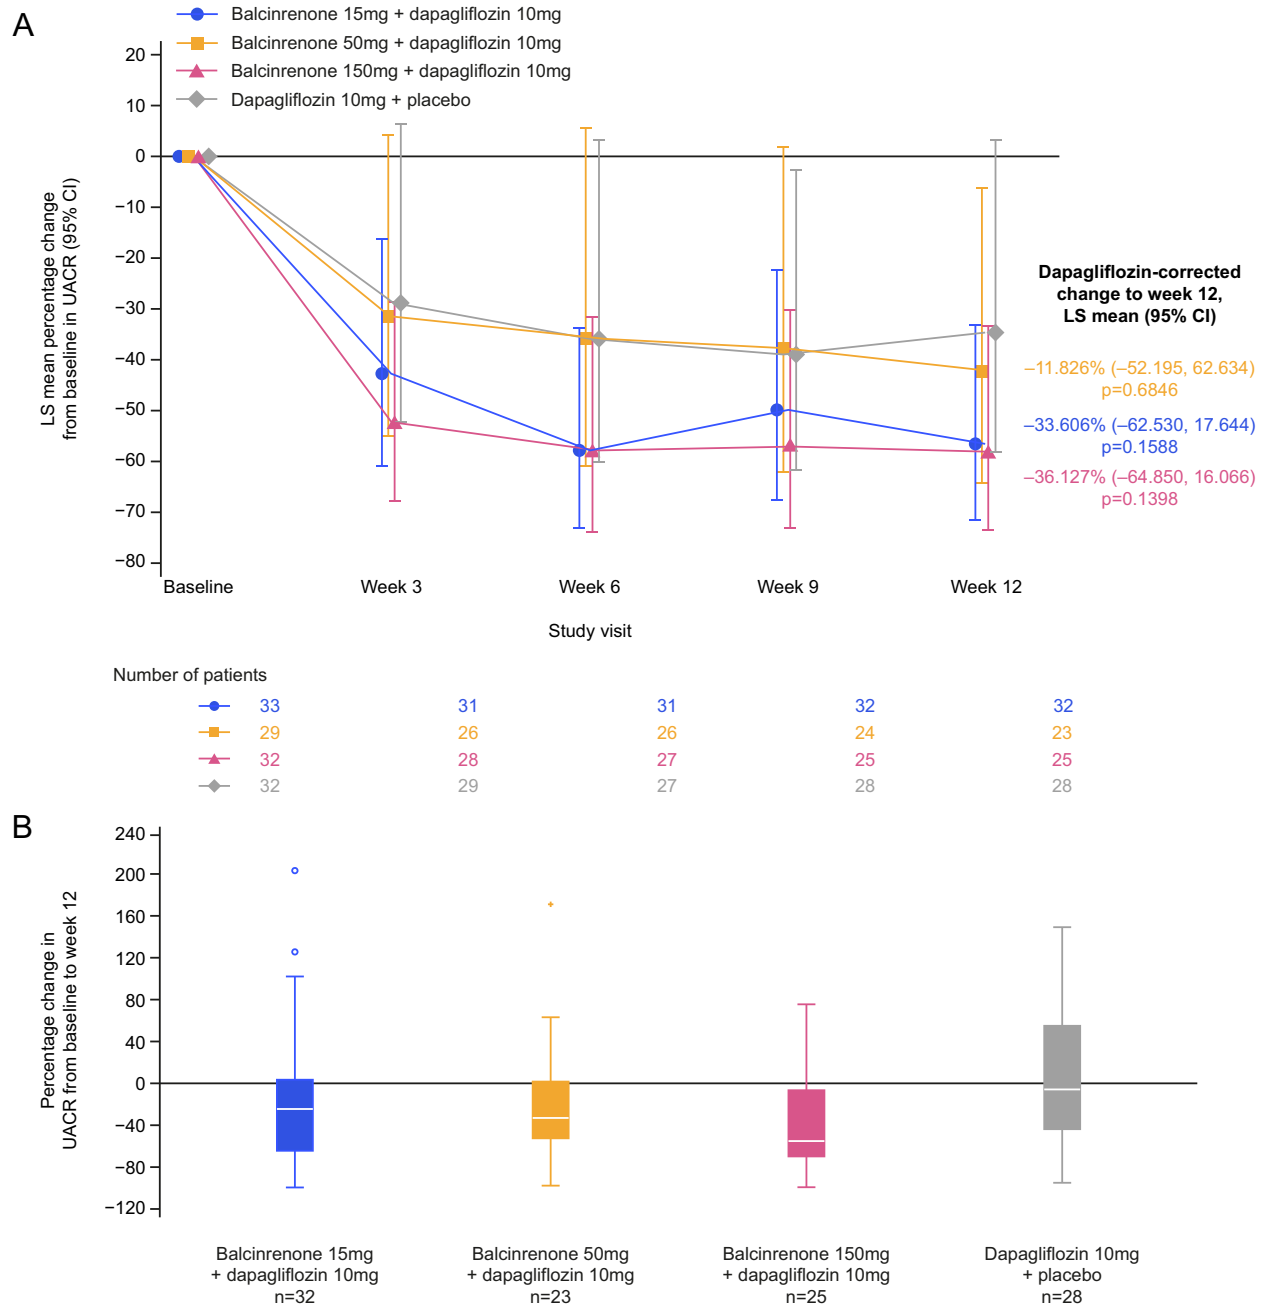 A
Balcinrenone 15mg + dapagliflozin 10mg
Balcinrenone 50mg + dapagliflozin 10mg
Balcinrenone 150mg + dapagliflozin 10mg
Dapagliflozin 10mg + placebo
LS mean percentage change
from baseline in UACR (95% CI)
20
10
0
−10
−20
−30
−40
−50
−60
−70
−80
Baseline
Week 3
Week 6
Week 9
Week 12
Study visit
Dapagliflozin-corrected
change to week 12,
LS mean (95% CI)
–11.826% (–52.195, 62.634)
p=0.6846
–33.606% (–62.530, 17.644)
p=0.1588
–36.127% (–64.850, 16.066)
p=0.1398
Number of patients
33 31 31 32 32
29 26 26 24 23
32 28 27 25 25
32 29 27 28 28
B
Percentage change in
UACR from baseline to week 12
240
200
160
120
80
40
0
−40
−80
−120
Balcinrenone 15mg
+ dapagliflozin 10mg
n=32
Balcinrenone 50mg
+ dapagliflozin 10mg
n=23
Balcinrenone 150mg
+ dapagliflozin 10mg
n=25
Dapagliflozin 10mg
+ placebo
n=28